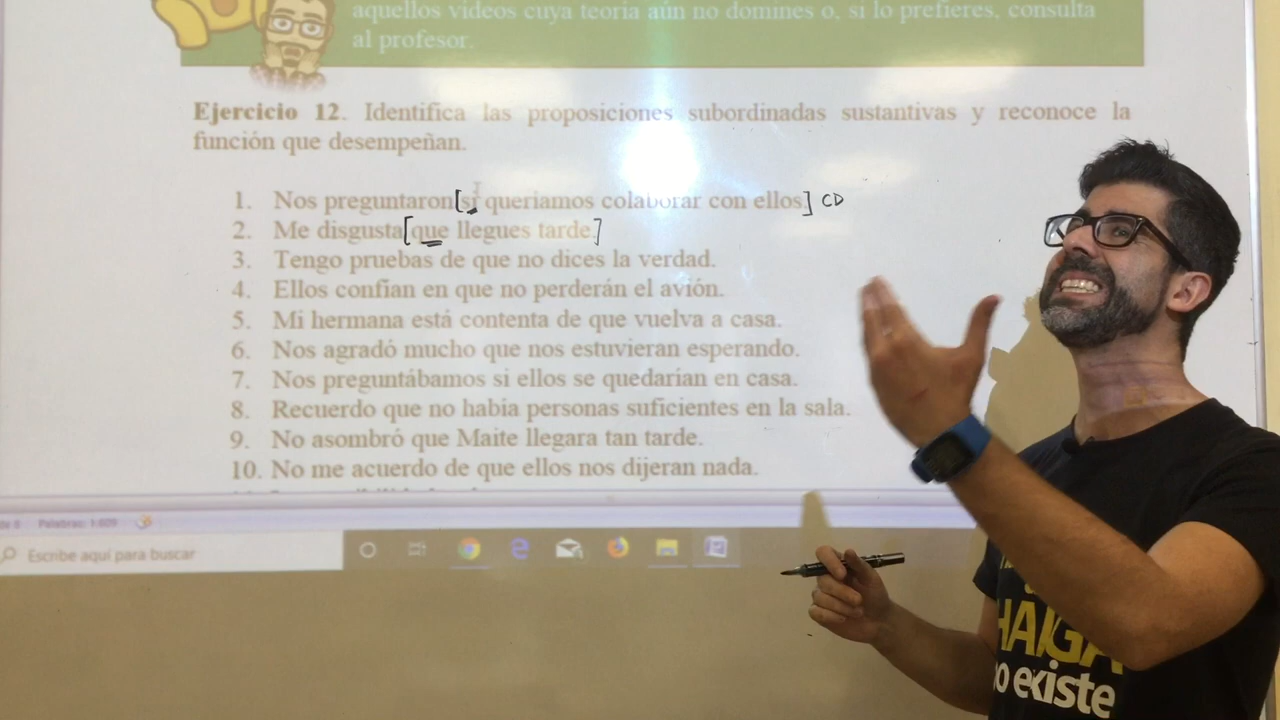 aquellos vídeos cuya teoría aún no domines o, si lo prefieres, consulta
al profesor.
Ejercicio 12. Identifica las proposiciones subordinadas sustantivas y reconoce la
función que desempeñan.
1. Nos preguntaron [si queríamos colaborar con ellos.] CD
2. Me disgusta [que llegues tarde.]
3. Tengo pruebas de que no dices la verdad.
4. Ellos confían en que no perderán el avión.
5. Mi hermana está contenta de que vuelva a casa.
6. Nos agradó mucho que nos estuvieran esperando.
7. Nos preguntábamos si ellos se quedarían en casa.
8. Recuerdo que no había personas suficientes en la sala.
9. No asombró que Maite llegara tan tarde.
10. No me acuerdo de que ellos nos dijeran nada.
Palabras: 1.609
Escribe aquí para buscar
HAIGA
no existe